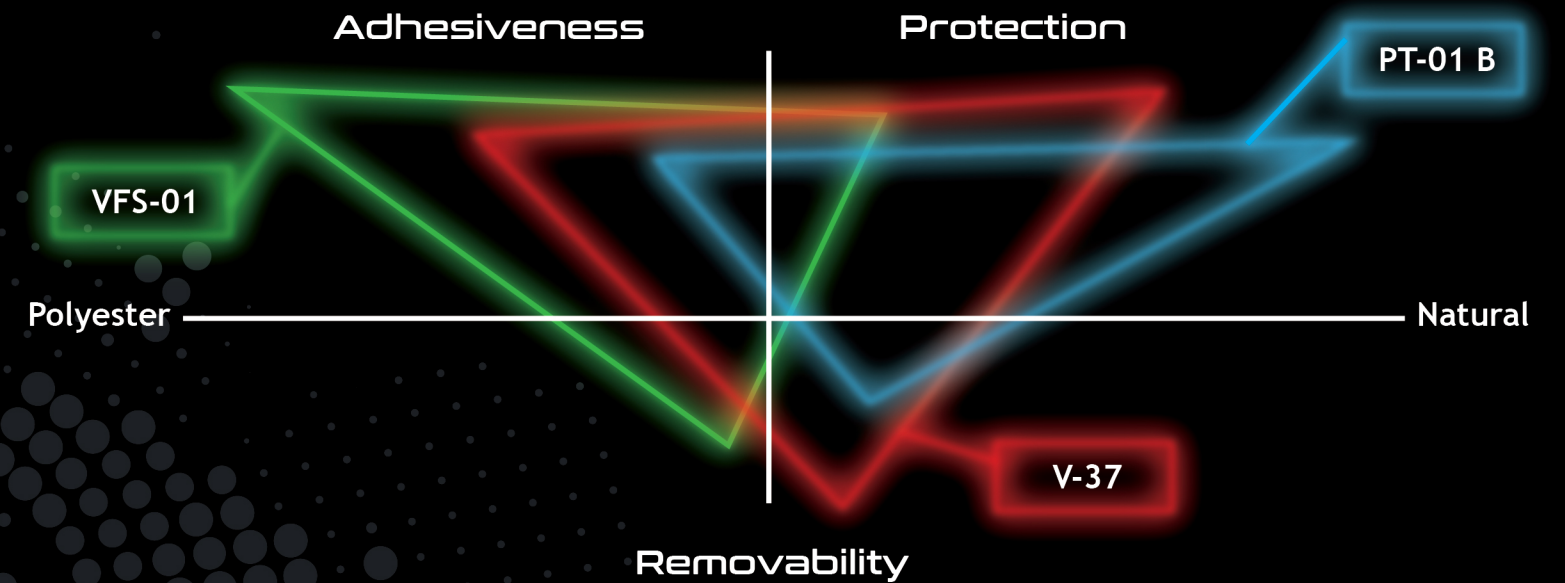 Adhesiveness
Protection
PT-01 B
VFS-01
Polyester
Natural
V-37
Removability